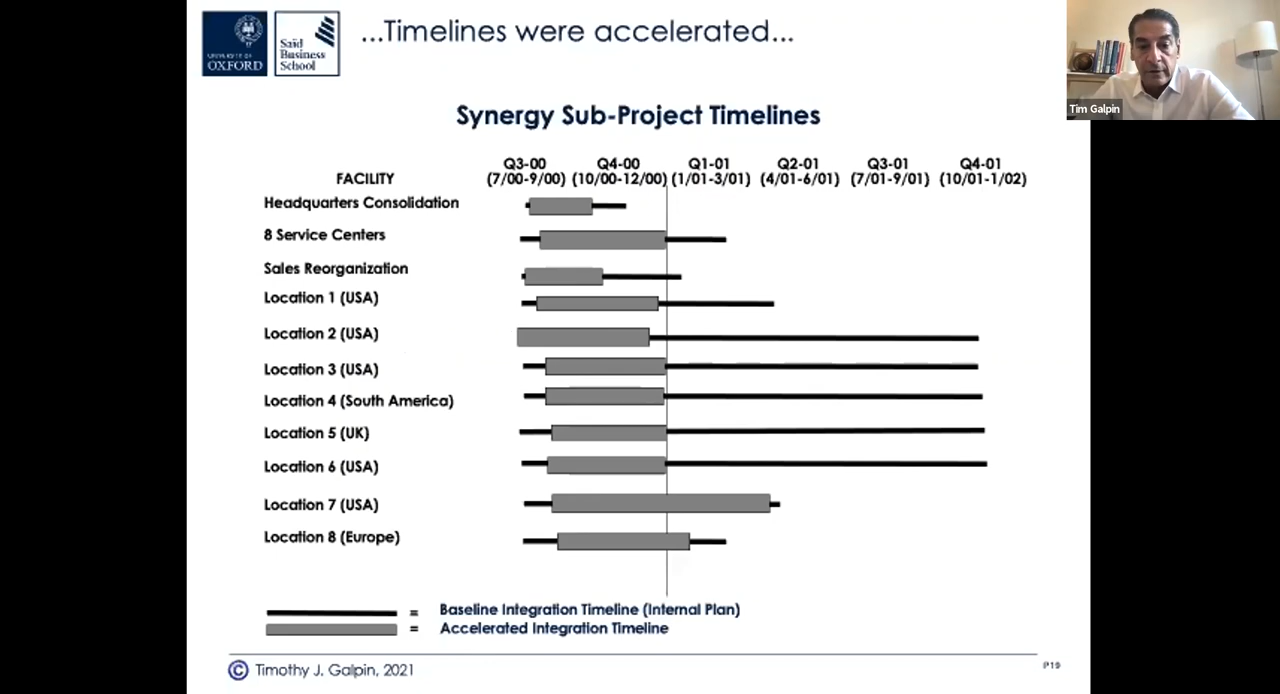 ...Timelines were accelerated...
UNIVERSITY OF
OXFORD
Saïd
Business
School
Tim Galpin
Synergy Sub-Project Timelines
FACILITY
Q3-00
(7/00-9/00)
Q4-00
(10/00-12/00)
Q1-01
(1/01-3/01)
Q2-01
(4/01-6/01)
Q3-01
(7/01-9/01)
Q4-01
(10/01-1/02)
Headquarters Consolidation
8 Service Centers
Sales Reorganization
Location 1 (USA)
Location 2 (USA)
Location 3 (USA)
Location 4 (South America)
Location 5 (UK)
Location 6 (USA)
Location 7 (USA)
Location 8 (Europe)
= Baseline Integration Timeline (Internal Plan)
= Accelerated Integration Timeline
© Timothy J. Galpin, 2021
P19